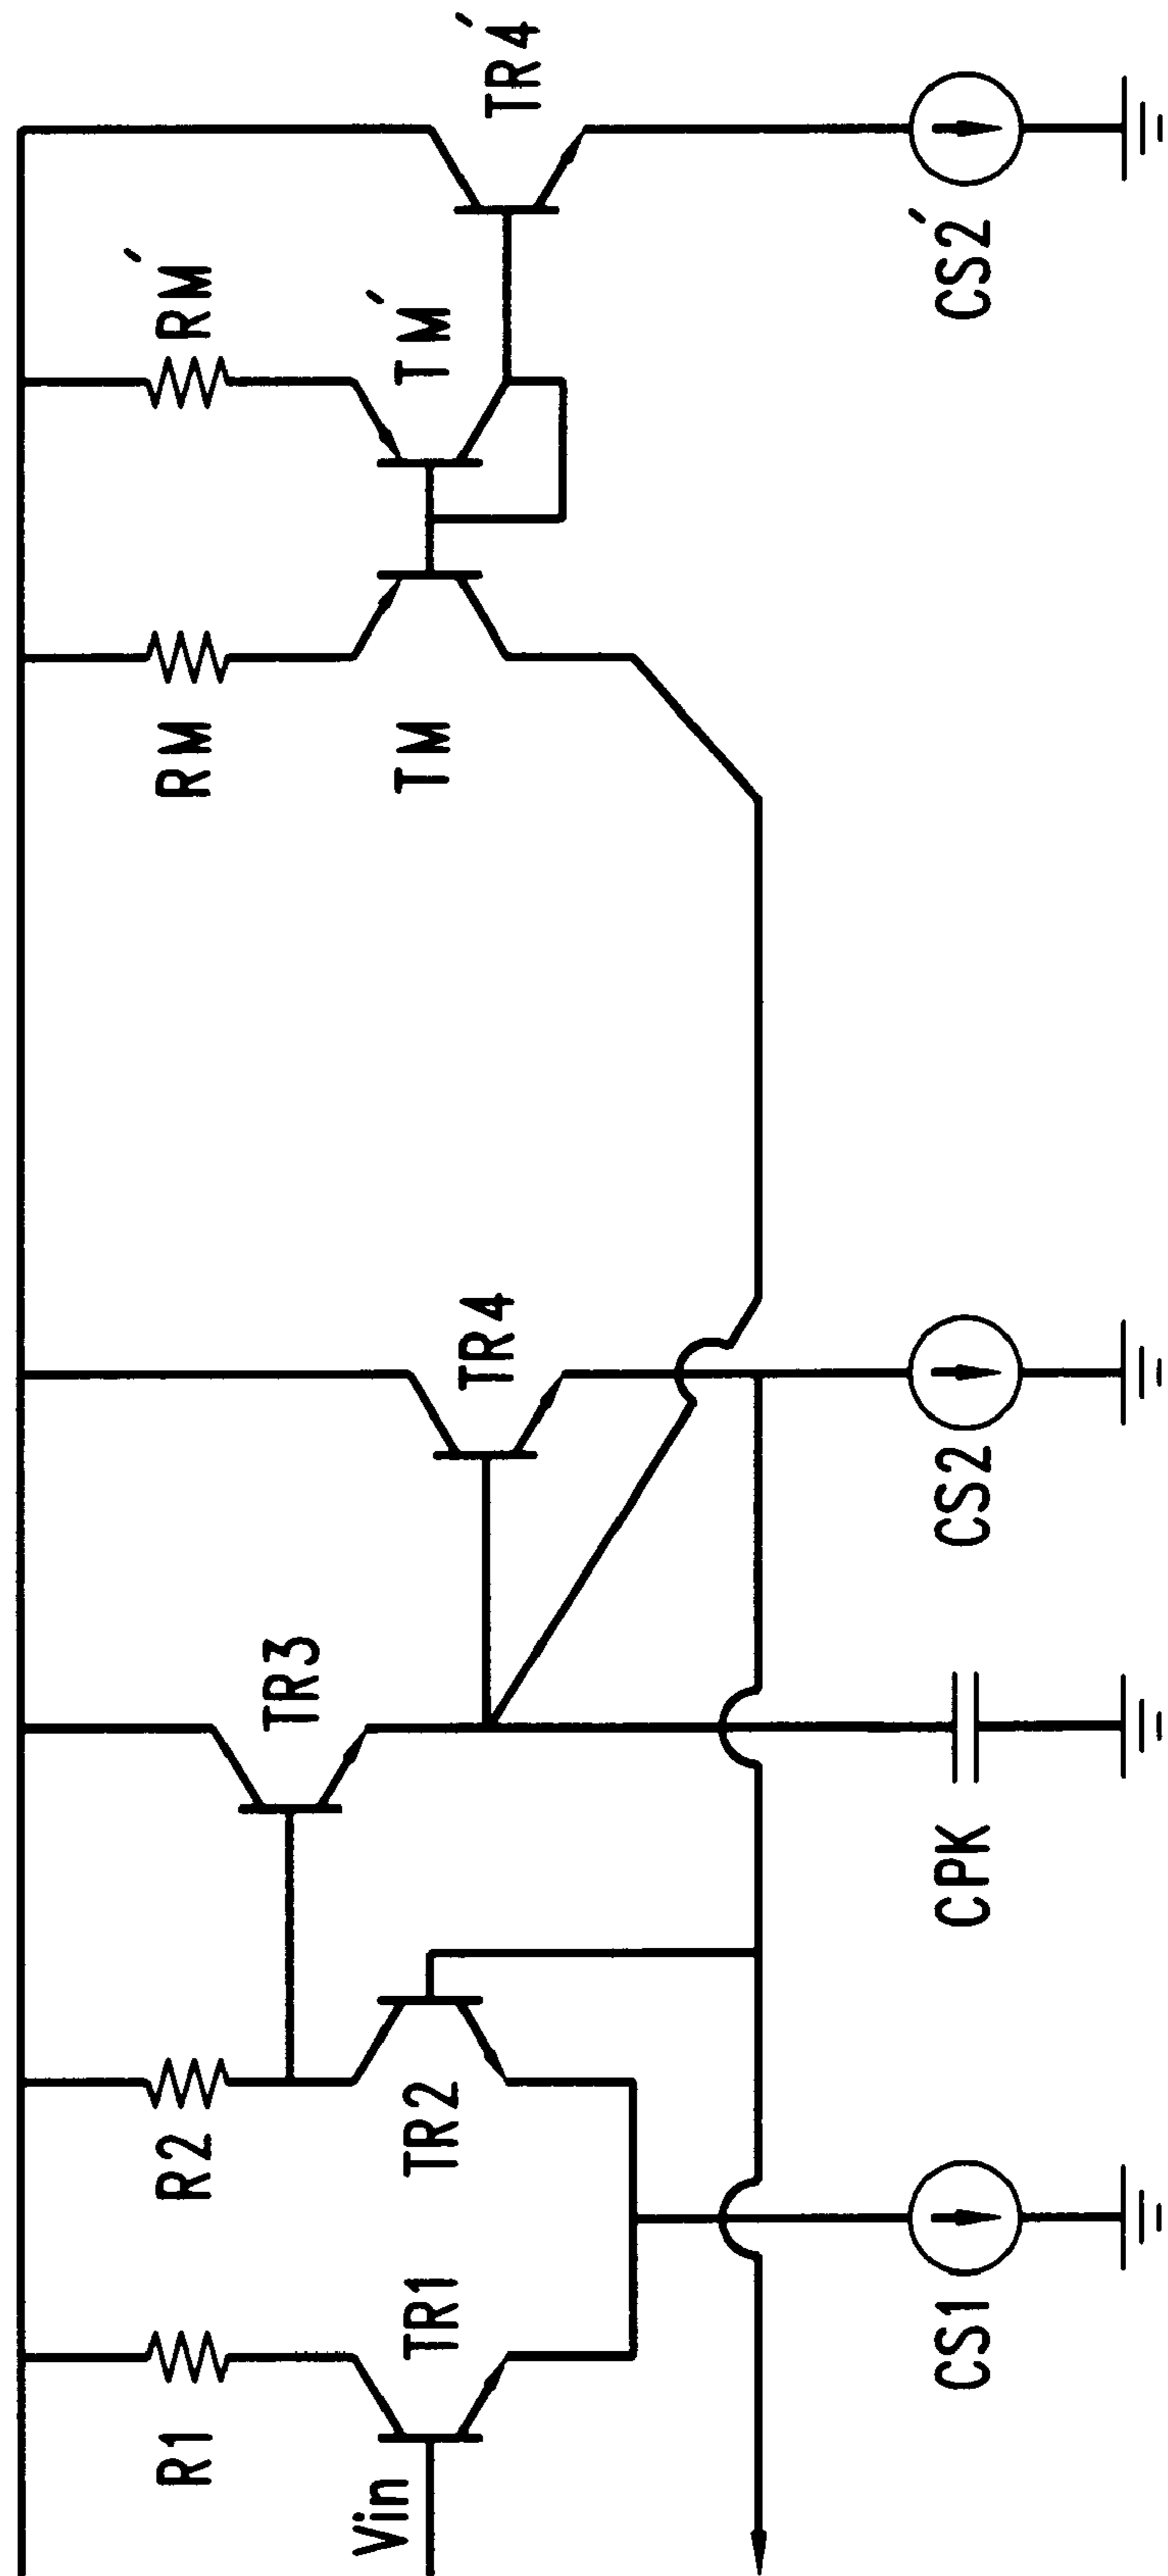 Vin
R1
TR1
CS1
R2
TR2
CPK
TR3
CS2
TR4
RM
TM
RM´
TM´
CS2´
TR4´